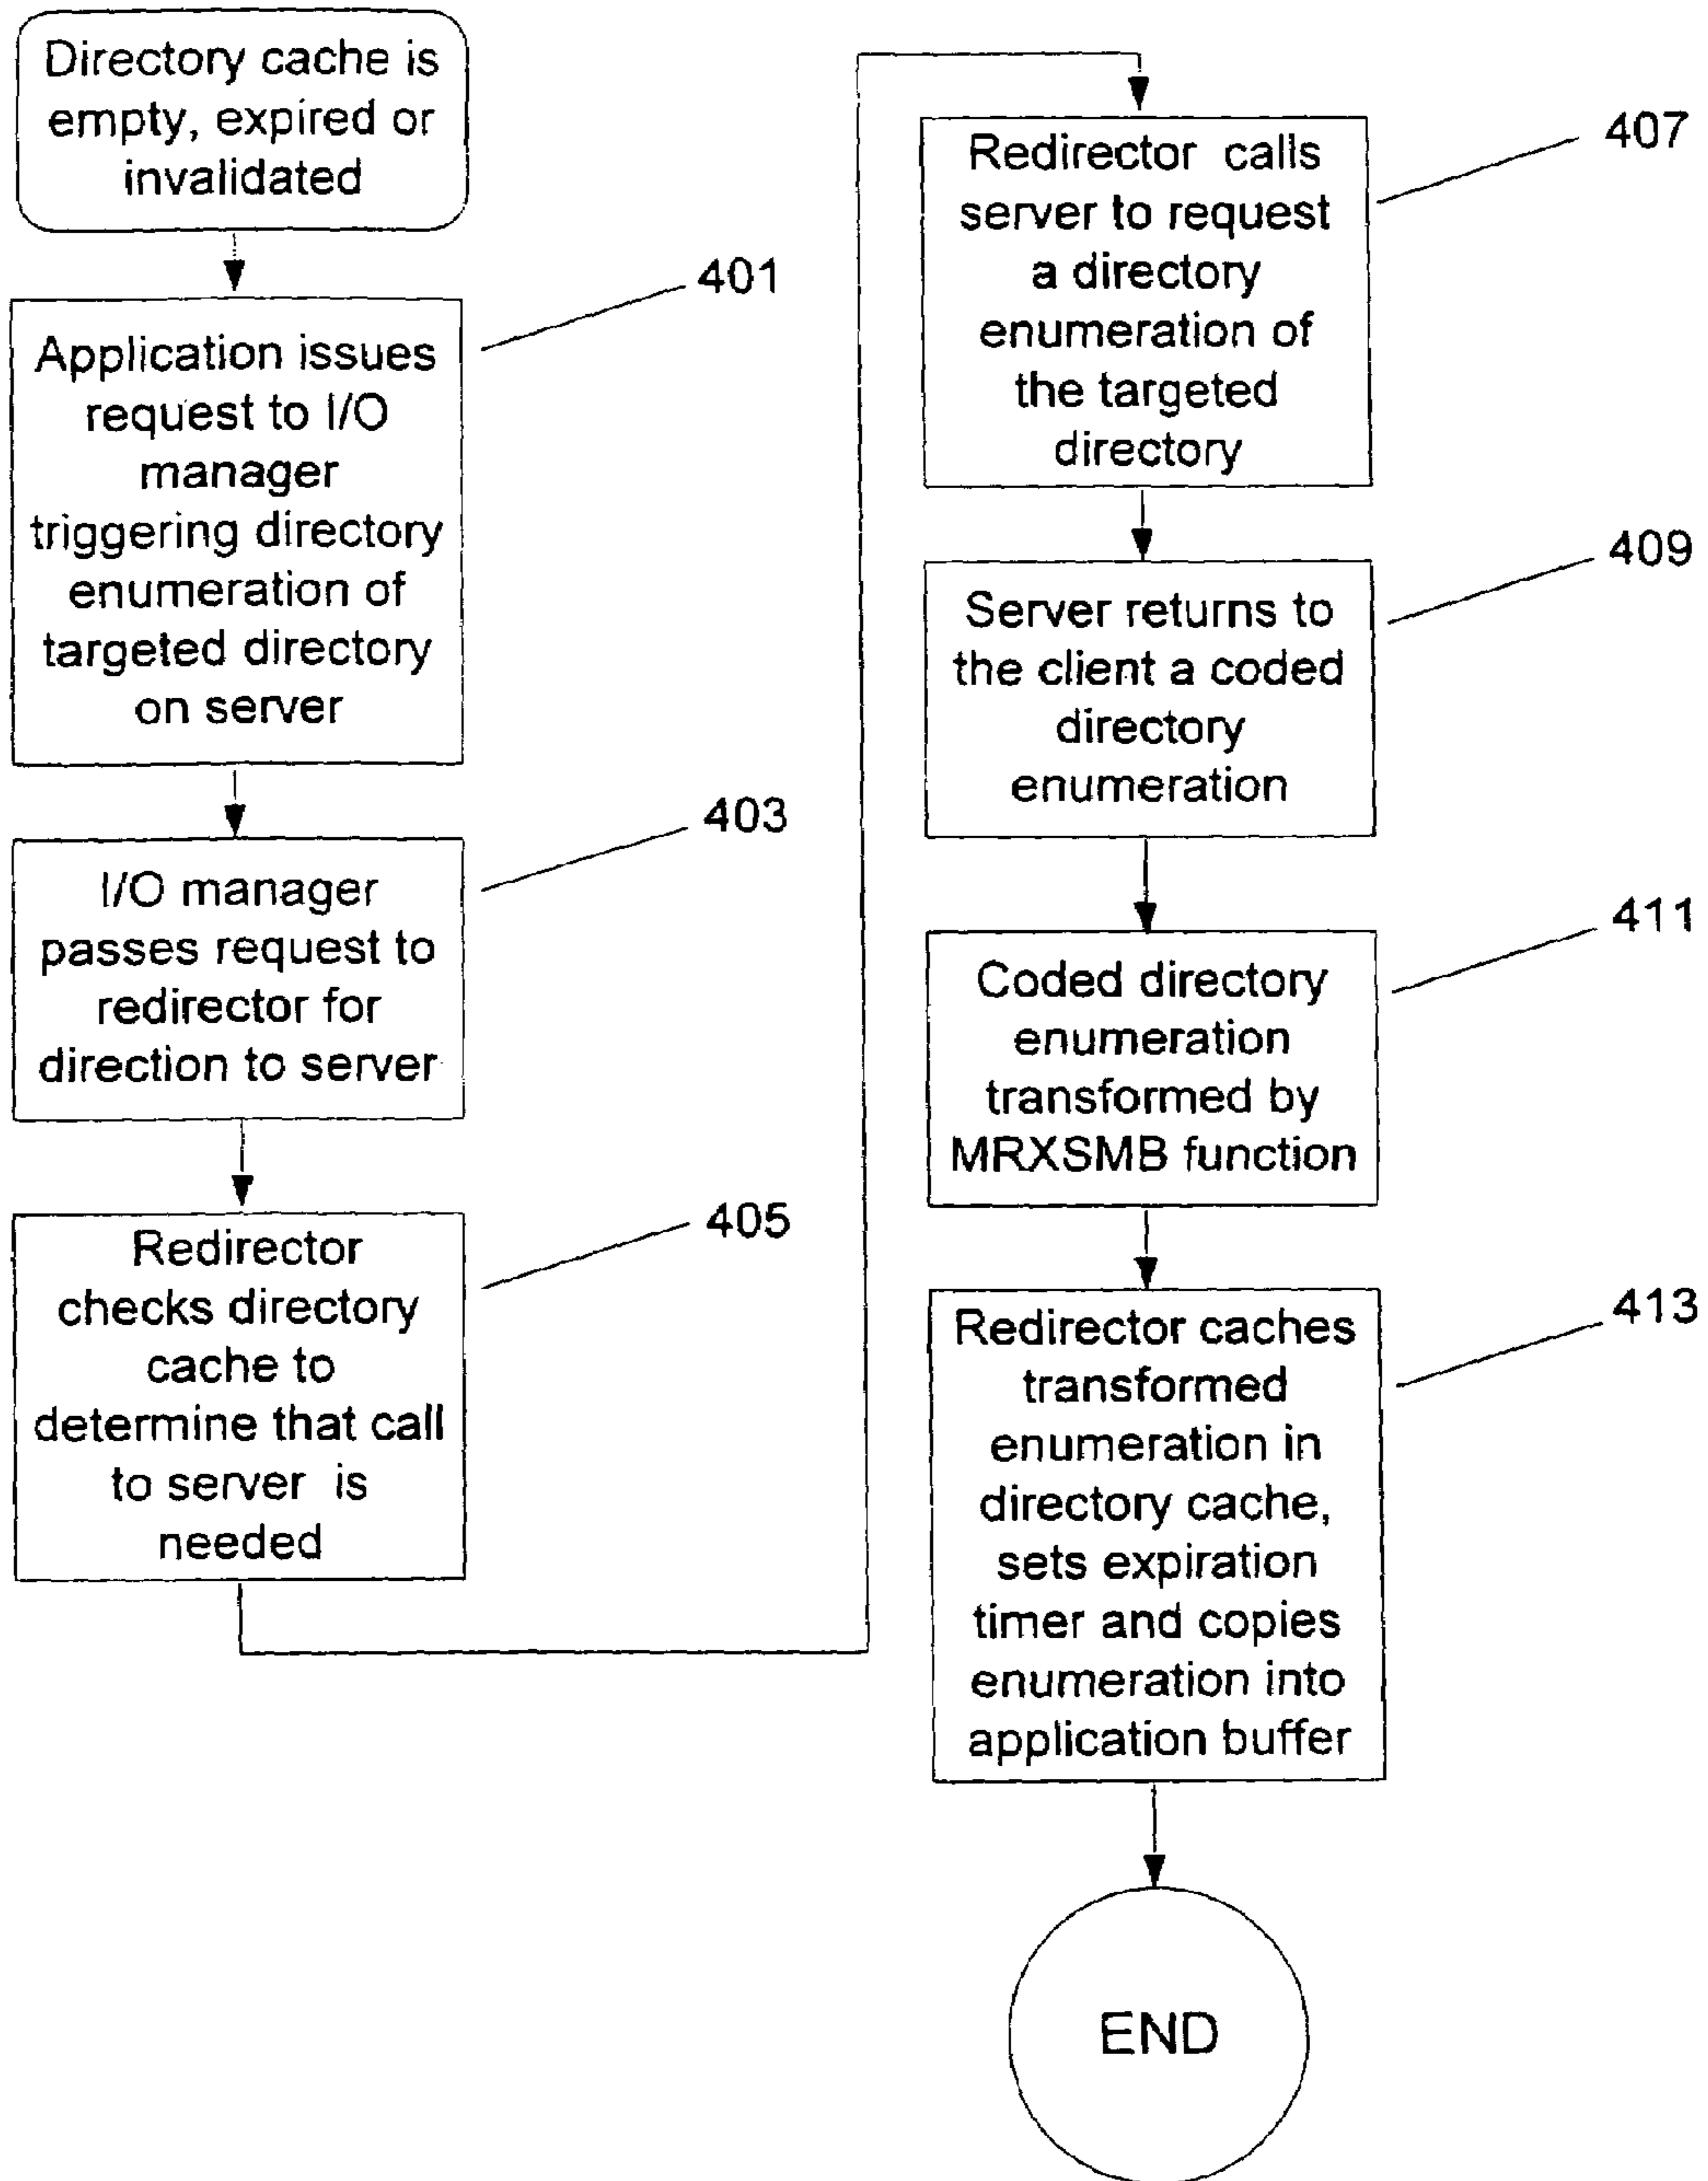 Directory cache is
empty, expired or
invalidated
401
Application issues
request to I/O
manager
triggering directory
enumeration of
targeted directory
on server
403
I/O manager
passes request to
redirector for
direction to server
405
Redirector
checks directory
cache to
determine that call
to server is
needed
407
Redirector calls
server to request
a directory
enumeration of
the targeted
directory
409
Server returns to
the client a coded
directory
enumeration
411
Coded directory
enumeration
transformed by
MRXSMB function
413
Redirector caches
transformed
enumeration in
directory cache,
sets expiration
timer and copies
enumeration into
application buffer
END